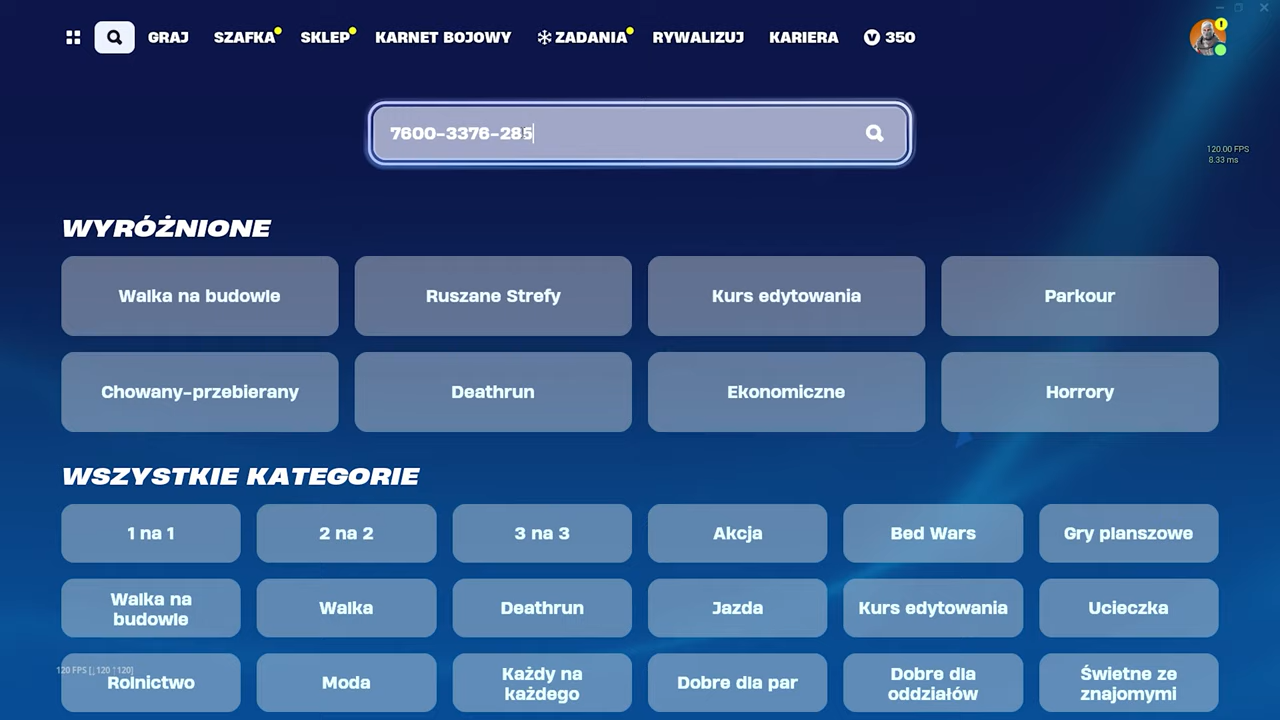 GRAJ SZAFKA SKLEP KARNET BOJOWY ZADANIA RYWALIZUJ KARIERA 350
7600-3376-285
120.00 FPS
8.33 ms
WYRÓŻNIONE
Walka na budowle Ruszane Strefy Kurs edytowania Parkour
Chowany-przebierany Deathrun Ekonomiczne Horrory
WSZYSTKIE KATEGORIE
1 na 1 2 na 2 3 na 3 Akcja Bed Wars Gry planszowe
Walka na
budowle
Walka Deathrun Jazda Kurs edytowania Ucieczka
Rolnictwo Moda
Każdy na
każdego
Dobre dla par
Dobre dla
oddziałów
Świetne ze
znajomymi